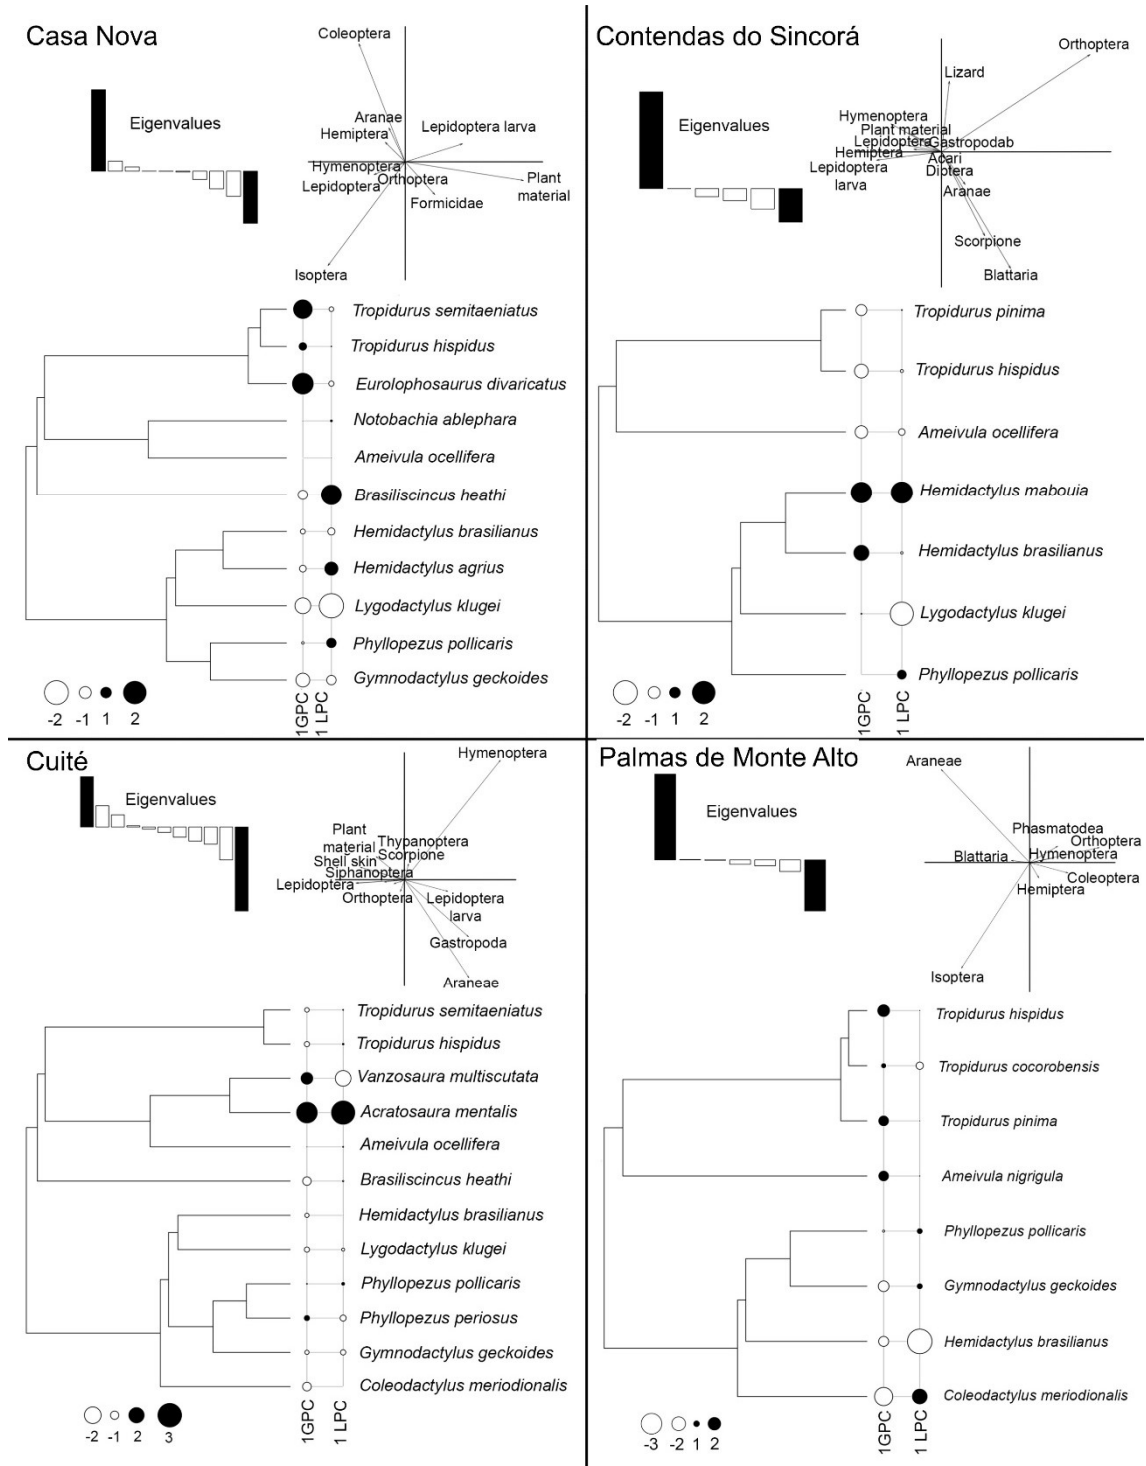 Casa Nova
Coleoptera
Eigenvalues
Aranae
Hemiptera
Lepidoptera larva
Hymenoptera
Orthoptera
Lepidoptera
Plant
material
Formicidae
Isoptera
Tropidurus semitaeniatus
Tropidurus hispidus
Eurolophosaurus divaricatus
Notobachia ablephara
Ameivula ocellifera
Brasiliscincus heathi
Hemidactylus brasilianus
Hemidactylus agrius
Lygodactylus klugei
Phyllopezus pollicaris
Gymnodactylus geckoides
-2 -1 1 2
1GPC
1 LPC
Contendas do Sincorá
Orthoptera
Lizard
Eigenvalues
Hymenoptera
Plant material
Lepidoptera
Gastropodab
Hemiptera
Acari
Lepidoptera
larva
Diotera
Aranae
Scorpione
Blattaria
Tropidurus pinima
Tropidurus hispidus
Ameivula ocellifera
Hemidactylus mabouia
Hemidactylus brasilianus
Lygodactylus klugei
Phyllopezus pollicaris
-2 -1 1 2
1GPC
1 LPC
Cuité
Hymenoptera
Eigenvalues
Plant
material
Thypanoptera
Scorpione
Shell skin
Siphanoptera
Lepidoptera
Orthoptera
Lepidoptera
larva
Gastropoda
Araneae
Tropidurus semitaeniatus
Tropidurus hispidus
Vanzosaura multiscutata
Acratosaura mentalis
Ameivula ocellifera
Brasiliscincus heathi
Hemidactylus brasilianus
Lygodactylus klugei
Phyllopezus pollicaris
Phyllopezus periosus
Gymnodactylus geckoides
Coleodactylus meriodionalis
-2 -1 2 3
1GPC
1 LPC
Palmas de Monte Alto
Araneae
Eigenvalues
Phasmatodea
Orthoptera
Hymenoptera
Blattaria
Coleoptera
Hemiptera
Isoptera
Tropidurus hispidus
Tropidurus cocorobensis
Tropidurus pinima
Ameivula nigrigula
Phyllopezus pollicaris
Gymnodactylus geckoides
Hemidactylus brasilianus
Coleodactylus meriodionalis
-3 -2 1 2
1GPC
1 LPC